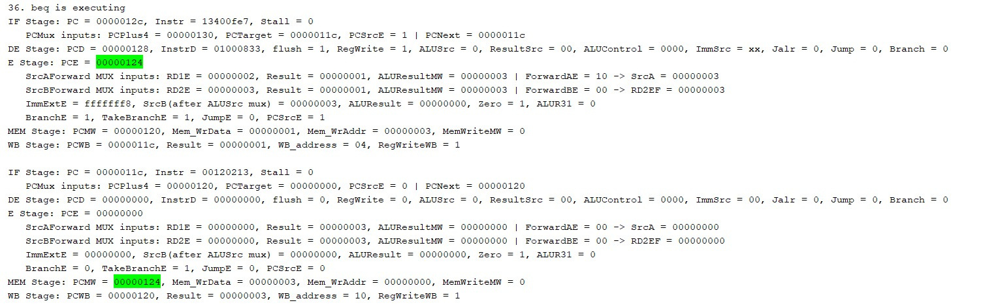 36. beq is executing
IF Stage: PC = 0000012c, Instr = 13400fe7, Stall = 0
PCMux inputs: PCPlus4 = 00000130, PCTarget = 0000011c, PCSrcE = 1 | PCNext = 0000011c
DE Stage: PCD = 00000128, InstrD = 01000833, flush = 1, RegWrite = 1, ALUSrc = 0, ResultSrc = 00, ALUControl = 0000, ImmSrc = xx, Jalr = 0, Jump = 0, Branch = 0
E Stage: PCE = 00000124
SrcAForward MUX inputs: RD1E = 00000002, Result = 00000001, ALUResultMW = 00000003 | ForwardAE = 10 -> SrcA = 00000003
SrcBForward MUX inputs: RD2E = 00000003, Result = 00000001, ALUResultMW = 00000003 | ForwardBE = 00 -> RD2EF = 00000003
ImmExtE = fffffff8, SrcB(after ALUSrc mux) = 00000003, ALUResult = 00000000, Zero = 1, ALUR31 = 0
BranchE = 1, TakeBranchE = 1, JumpE = 0, PCSrcE = 1
MEM Stage: PCMW = 00000120, Mem_WrData = 00000001, Mem_WrAddr = 00000003, MemWriteMW = 0
WB Stage: PCWB = 0000011c, Result = 00000001, WB_address = 04, RegWriteWB = 1
IF Stage: PC = 0000011c, Instr = 00120213, Stall = 0
PCMux inputs: PCPlus4 = 00000120, PCTarget = 00000000, PCSrcE = 0 | PCNext = 00000120
DE Stage: PCD = 00000000, InstrD = 00000000, flush = 0, RegWrite = 0, ALUSrc = 0, ResultSrc = 00, ALUControl = 0000, ImmSrc = 00, Jalr = 0, Jump = 0, Branch = 0
E Stage: PCE = 00000000
SrcAForward MUX inputs: RD1E = 00000000, Result = 00000003, ALUResultMW = 00000000 | ForwardAE = 00 -> SrcA = 00000000
SrcBForward MUX inputs: RD2E = 00000000, Result = 00000003, ALUResultMW = 00000000 | ForwardBE = 00 -> RD2EF = 00000000
ImmExtE = 00000000, SrcB(after ALUSrc mux) = 00000000, ALUResult = 00000000, Zero = 1, ALUR31 = 0
BranchE = 0, TakeBranchE = 1, JumpE = 0, PCSrcE = 0
MEM Stage: PCMW = 00000124, Mem_WrData = 00000003, Mem_WrAddr = 00000000, MemWriteMW = 0
WB Stage: PCWB = 00000120, Result = 00000003, WB_address = 10, RegWriteWB = 1